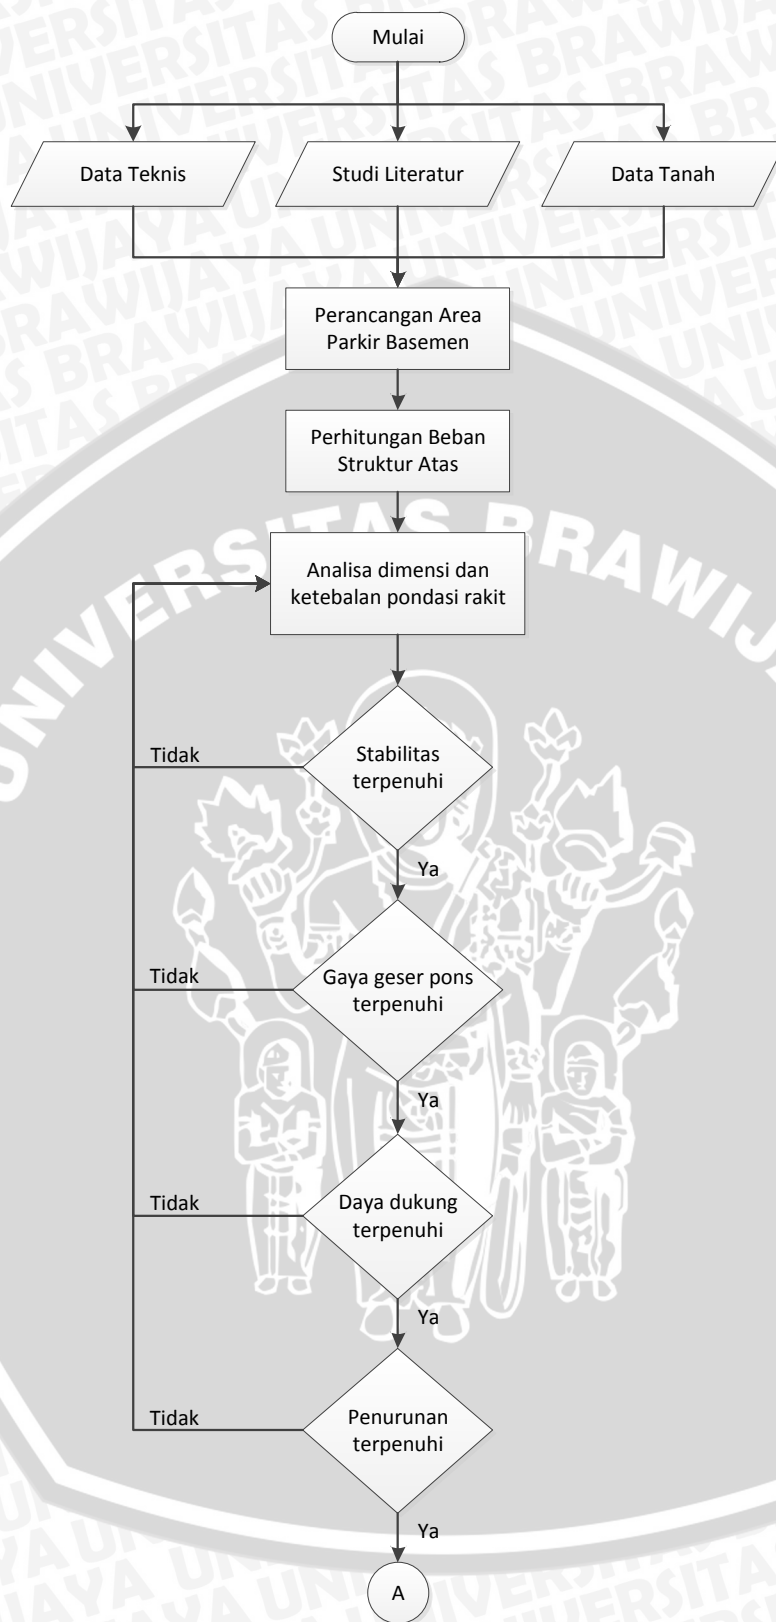 Mulai
Data Teknis
Studi Literatur
Data Tanah
Perancangan Area
Parkir Basemen
Perhitungan Beban
Struktur Atas
UNIVERSITAS BRAWIJA
Analisa dimensi dan
ketebalan pondasi rakit
Stabilitas
terpenuhi
Tidak
Ya
Gaya geser pons
terpenuhi
Tidak
Ya
Daya dukung
terpenuhi
Tidak
Ya
Penurunan
terpenuhi
Tidak
Ya
A